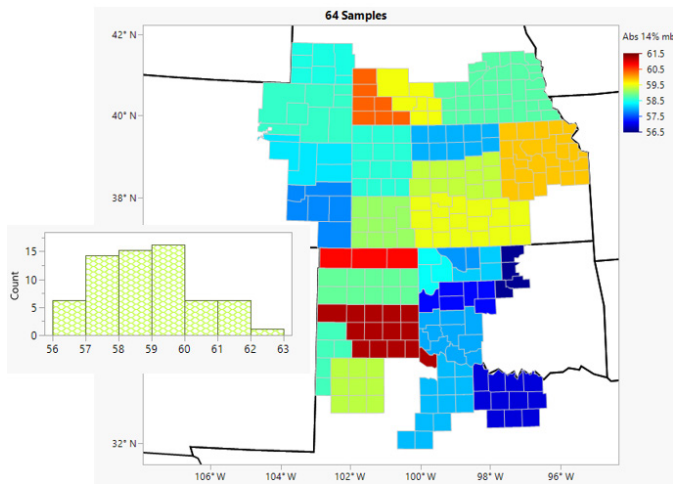 64 Samples
42° N
40° N
38° N
32° N
106° W
104° W
102° W
100° W
98° W
96° W
Abs 14% mb
61.5
60.5
59.5
58.5
57.5
56.5
Count
15
10
5
0
56
57
58
59
60
61
62
63